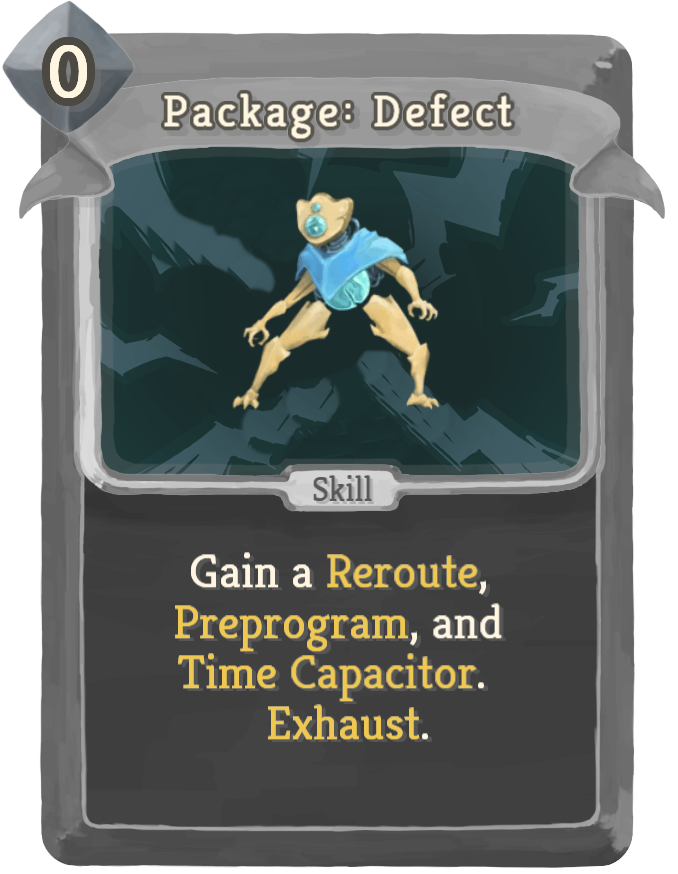 0
Package: Defect
Skill
Gain a Reroute,
Preprogram, and
Time Capacitor.
Exhaust.